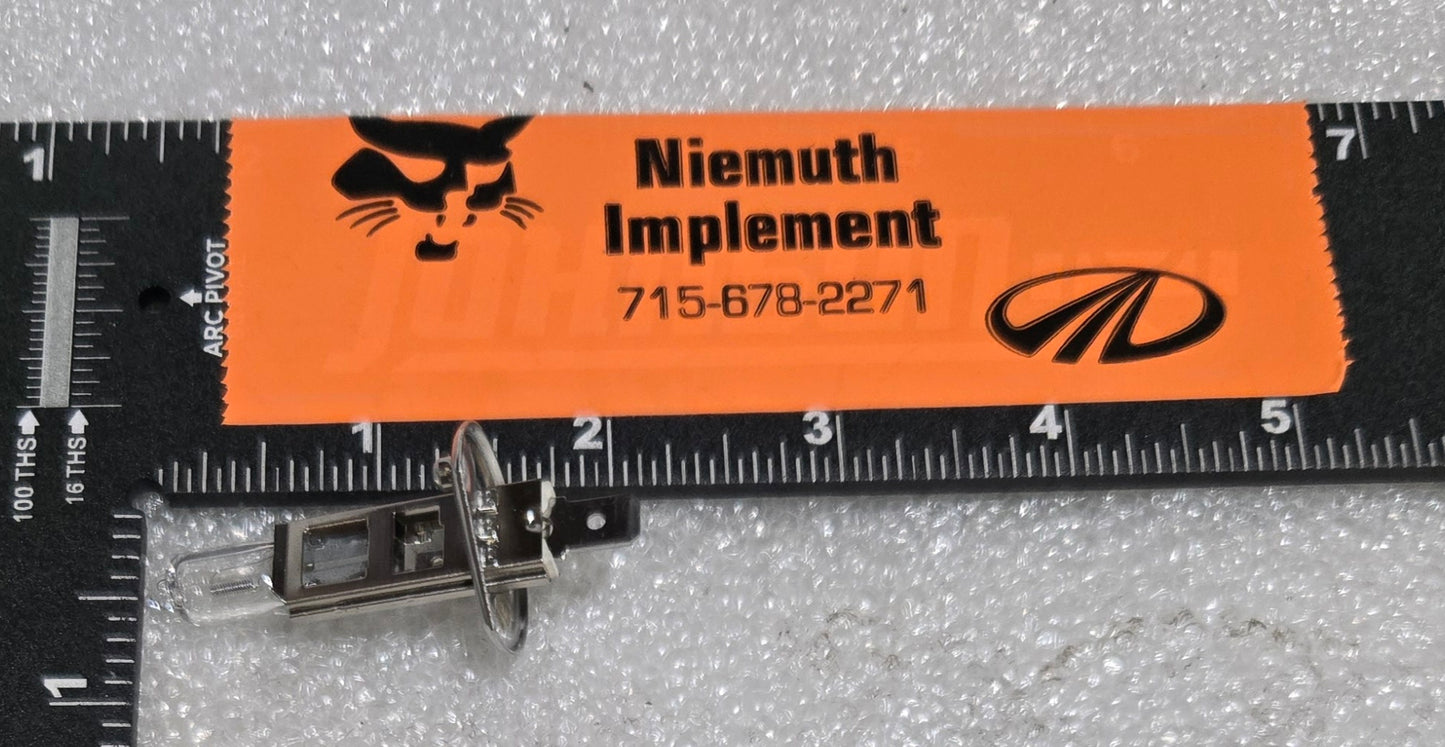 1
7
Niemuth
Implement
715-678-2271
ARC PIVOT
100 THS
16 THS
1 2 3 4 5
1